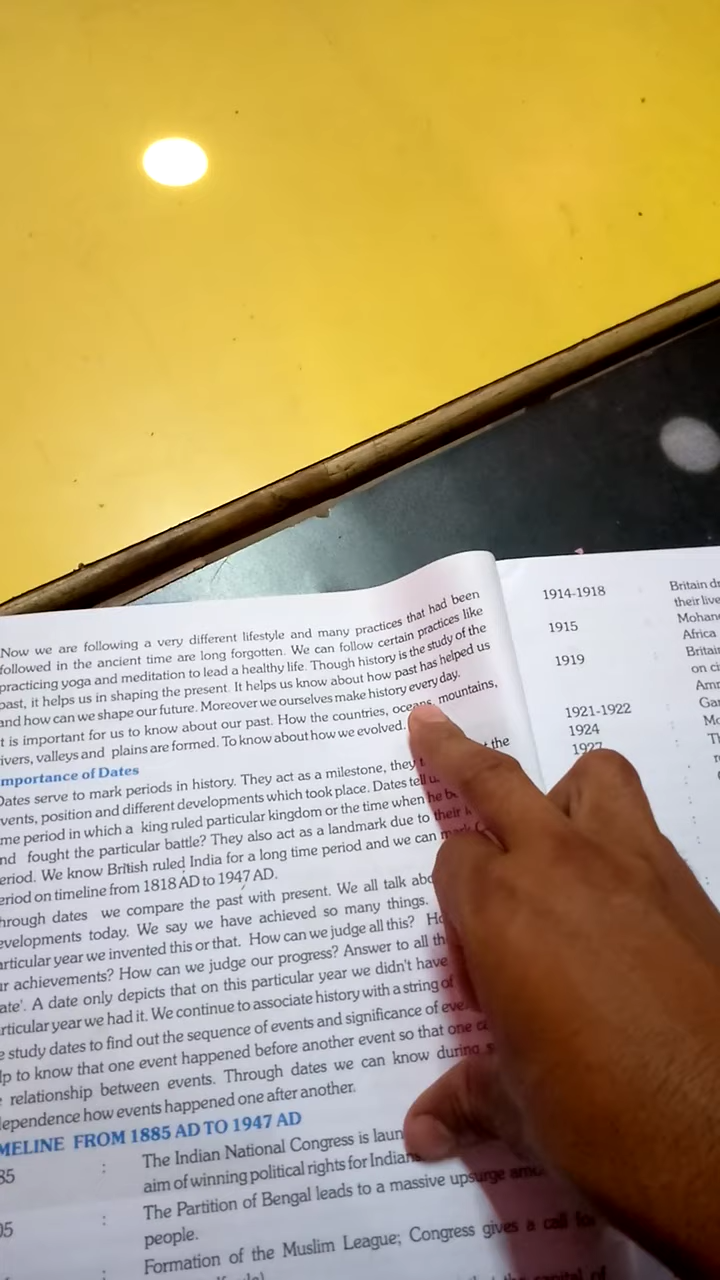 Now we are following a very different lifestyle and many practices that had been
followed in the ancient time are long forgotten. We can follow certain practices like
practicing yoga and meditation to lead a healthy life. Though history is the study of the
past, it helps us in shaping the present. It helps us know about how past has helped us
and how can we shape our future. Moreover we ourselves make history every day.
t is important for us to know about our past. How the countries, oceans, mountains,
ivers, valleys and plains are formed. To know about how we evolved.
mportance of Dates
Dates serve to mark periods in history. They act as a milestone, they the
vents, position and different developments which took place. Dates tell
me period in which a king ruled particular kingdom or the time when he
nd fought the particular battle? They also act as a landmark due to their
eriod. We know British ruled India for a long time period and we can
eriod on timeline from 1818 AD to 1947 AD.
hrough dates we compare the past with present. We all talk
evelopments today. We say we have achieved so many things.
articular year we invented this or that. How can we judge all this?
ur achievements? How can we judge our progress? Answer to all
ate'. A date only depicts that on this particular year we didn't have
rticular year we had it. We continue to associate history with a string of
e study dates to find out the sequence of events and significance of
lp to know that one event happened before another event so that one
relationship between events. Through dates we can know during
ependence how events happened one after another.
MELINE FROM 1885 AD TO 1947 AD
85 : The Indian National Congress is
aim of winning political rights for
05 : The Partition of Bengal leads to a massive upsurge
people.
: Formation of the Muslim League; Congress gives a call for
1914-1918 Britain
their
1915
Africa
1919 :
on
1921-1922
1924
1927